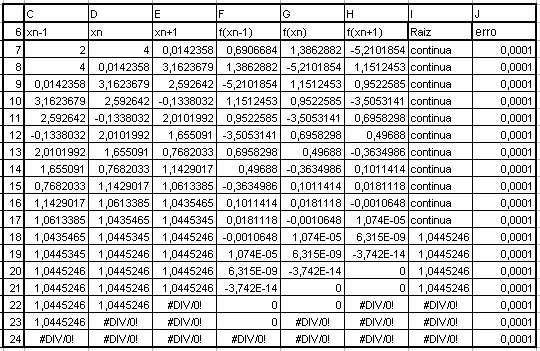 C D E F G H I J
6 xn-1 xn xn+1 f(xn-1) f(xn) f(xn+1) Raiz erro
7 2 4 0,0142358 0,6906684 1,3862882 -5,2101854 continua 0,0001
8 4 0,0142358 3,1623679 1,3862882 -5,2101854 1,1512453 continua 0,0001
9 0,0142358 3,1623679 2,592642 -5,2101854 1,1512453 0,9522585 continua 0,0001
10 3,1623679 2,592642 -0,1338032 1,1512453 0,9522585 -3,5053141 continua 0,0001
11 2,592642 -0,1338032 2,0101992 0,9522585 -3,5053141 0,6958298 continua 0,0001
12 -0,1338032 2,0101992 1,655091 -3,5053141 0,6958298 0,49688 continua 0,0001
13 2,0101992 1,655091 0,7682033 0,6958298 0,49688 -0,3634986 continua 0,0001
14 1,655091 0,7682033 1,1429017 0,49688 -0,3634986 0,1011414 continua 0,0001
15 0,7682033 1,1429017 1,0613385 -0,3634986 0,1011414 0,0181118 continua 0,0001
16 1,1429017 1,0613385 1,0435465 0,1011414 0,0181118 -0,0010648 continua 0,0001
17 1,0613385 1,0435465 1,0445345 0,0181118 -0,0010648 1,074E-05 continua 0,0001
18 1,0435465 1,0445345 1,0445246 -0,0010648 1,074E-05 6,315E-09 1,0445246 0,0001
19 1,0445345 1,0445246 1,0445246 1,074E-05 6,315E-09 -3,742E-14 1,0445246 0,0001
20 1,0445246 1,0445246 1,0445246 6,315E-09 -3,742E-14 0 1,0445246 0,0001
21 1,0445246 1,0445246 1,0445246 -3,742E-14 0 0 1,0445246 0,0001
22 1,0445246 1,0445246 #DIV/0! 0 0 #DIV/0! #DIV/0! 0,0001
23 1,0445246 #DIV/0! #DIV/0! 0 #DIV/0! #DIV/0! #DIV/0! 0,0001
24 #DIV/0! #DIV/0! #DIV/0! #DIV/0! #DIV/0! #DIV/0! #DIV/0! 0,0001